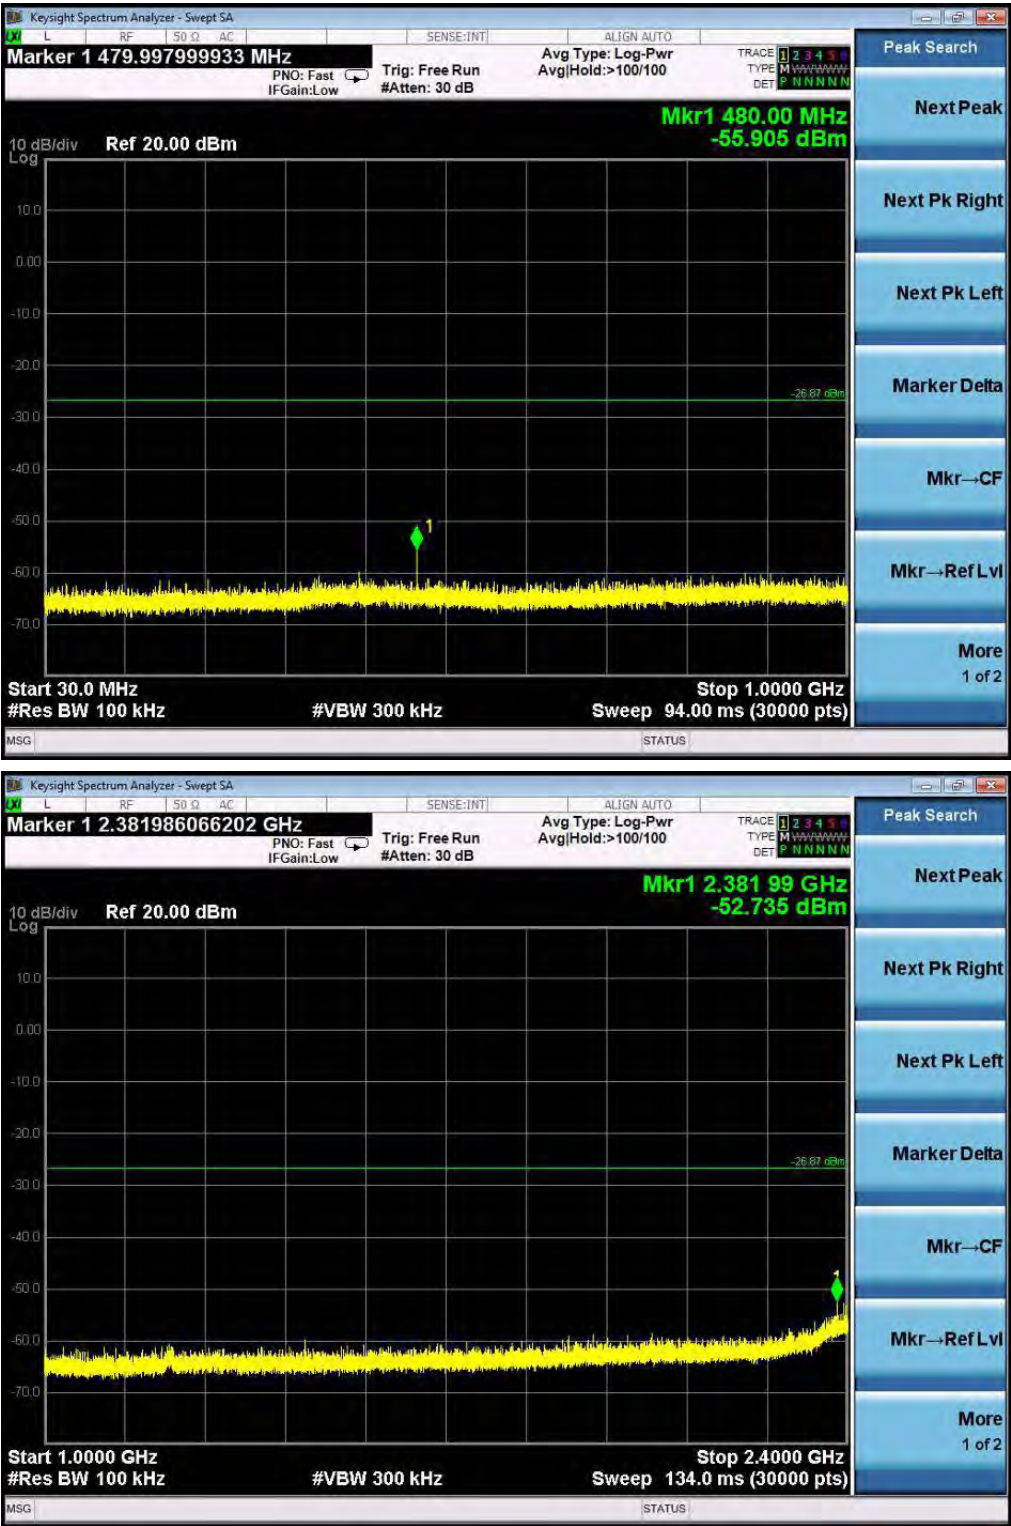 Keysight Spectrum Analyzer - Swept SA
L RF 50 Ω AC SENSE:INT ALIGN AUTO
Marker 1 479.997999933 MHz
PNO: Fast
IFGain:Low
Trig: Free Run
#Atten: 30 dB
Avg Type: Log-Pwr
Avg|Hold:>100/100
TRACE 1 2 3 4 5 6
TYPE M WWWWW
DET P N N N N N
Peak Search
Mkr1 480.00 MHz
-55.905 dBm
10 dB/div Ref 20.00 dBm
Log
10.0
0.00
-10.0
-20.0
-26.87 dBm
-30.0
-40.0
-50.0
1
-60.0
-70.0
Start 30.0 MHz Stop 1.0000 GHz
#Res BW 100 kHz #VBW 300 kHz Sweep 94.00 ms (30000 pts)
MSG STATUS
Next Peak
Next Pk Right
Next Pk Left
Marker Delta
Mkr→CF
Mkr→Ref Lvl
More
1 of 2
Keysight Spectrum Analyzer - Swept SA
L RF 50 Ω AC SENSE:INT ALIGN AUTO
Marker 1 2.381986066202 GHz
PNO: Fast
IFGain:Low
Trig: Free Run
#Atten: 30 dB
Avg Type: Log-Pwr
Avg|Hold:>100/100
TRACE 1 2 3 4 5 6
TYPE M WWWWW
DET P N N N N N
Peak Search
Mkr1 2.381 99 GHz
-52.735 dBm
10 dB/div Ref 20.00 dBm
Log
10.0
0.00
-10.0
-20.0
-26.87 dBm
-30.0
-40.0
-50.0
1
-60.0
-70.0
Start 1.0000 GHz Stop 2.4000 GHz
#Res BW 100 kHz #VBW 300 kHz Sweep 134.0 ms (30000 pts)
MSG STATUS
Next Peak
Next Pk Right
Next Pk Left
Marker Delta
Mkr→CF
Mkr→Ref Lvl
More
1 of 2